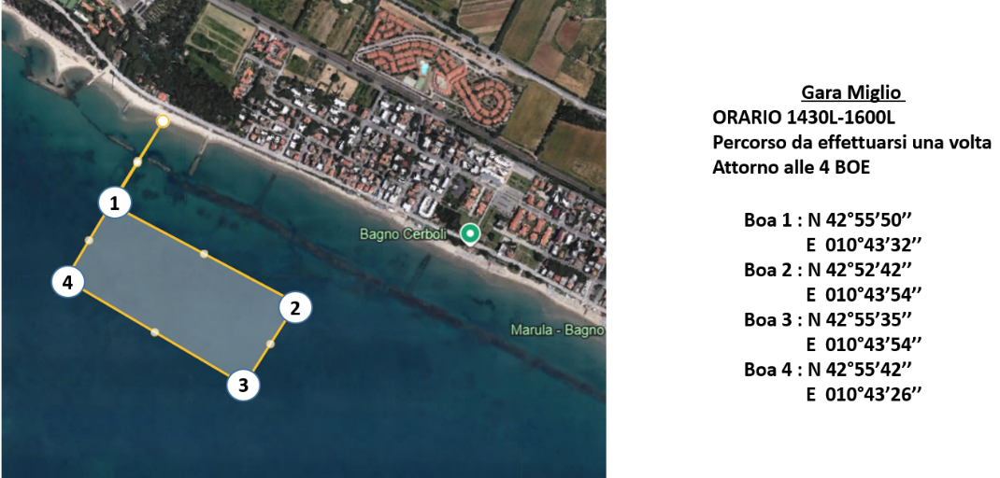 Gara Miglio
ORARIO 1430L-1600L
Percorso da effettuarsi una volta
Attorno alle 4 BOE
Boa 1 : N 42°55’50’’
E 010°43’32’’
Boa 2 : N 42°52’42’’
E 010°43’54’’
Boa 3 : N 42°55’35’’
E 010°43’54’’
Boa 4 : N 42°55’42’’
E 010°43’26’’
1
4
2
3
Bagno Cerboli
Marula - Bagno